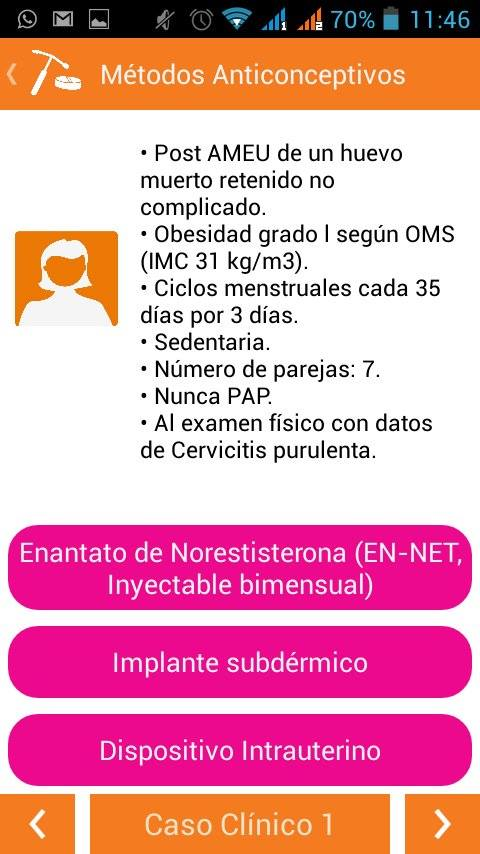 70% 11:46
Métodos Anticonceptivos
• Post AMEU de un huevo
muerto retenido no
complicado.
• Obesidad grado l según OMS
(IMC 31 kg/m3).
• Ciclos menstruales cada 35
días por 3 días.
• Sedentaria.
• Número de parejas: 7.
• Nunca PAP.
• Al examen físico con datos
de Cervicitis purulenta.
Enantato de Norestisterona (EN-NET,
Inyectable bimensual)
Implante subdérmico
Dispositivo Intrauterino
Caso Clínico 1